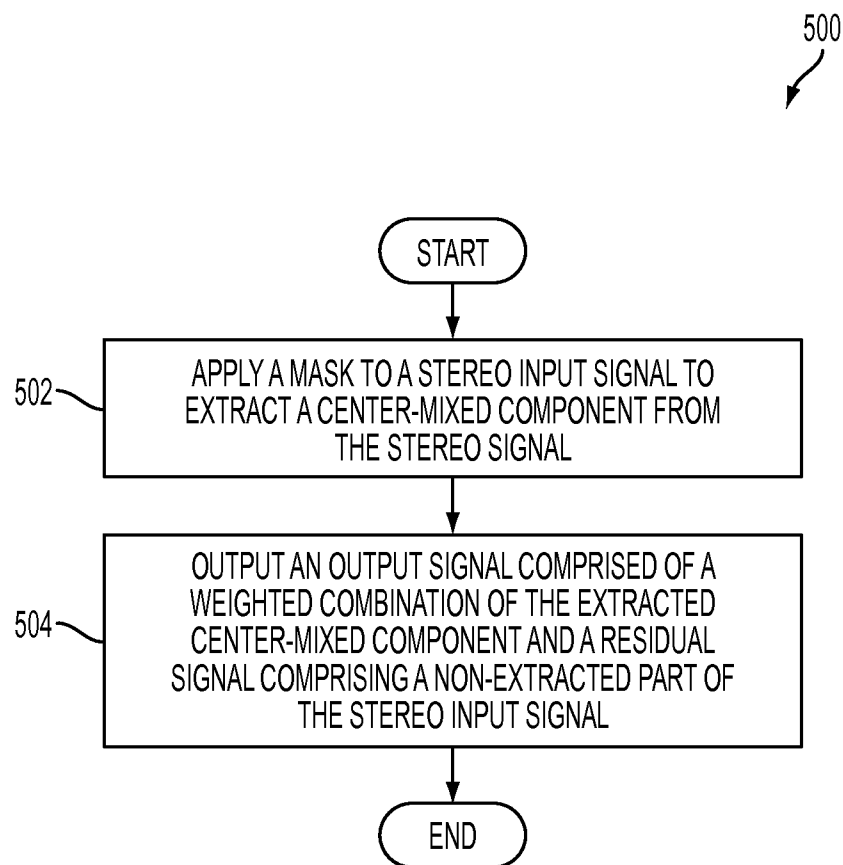 500
START
502
APPLY A MASK TO A STEREO INPUT SIGNAL TO
EXTRACT A CENTER-MIXED COMPONENT FROM
THE STEREO SIGNAL
504
OUTPUT AN OUTPUT SIGNAL COMPRISED OF A
WEIGHTED COMBINATION OF THE EXTRACTED
CENTER-MIXED COMPONENT AND A RESIDUAL
SIGNAL COMPRISING A NON-EXTRACTED PART OF
THE STEREO INPUT SIGNAL
END